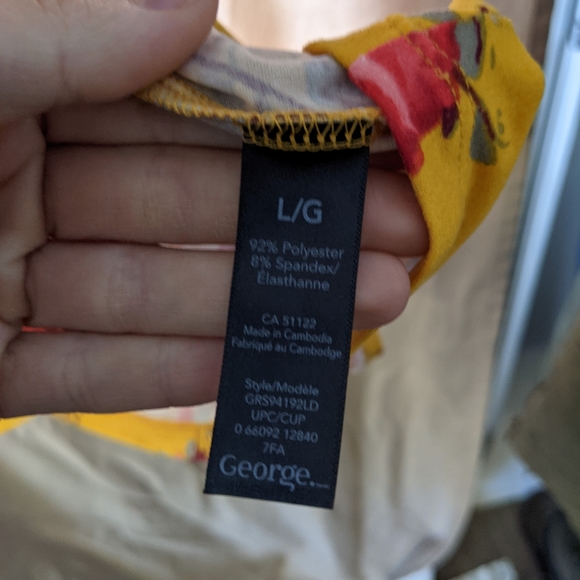 L/G
92% Polyester
8% Spandex/
Élasthanne
CA 51122
Made in Cambodia
Fabriqué au Cambodge
Style/Modèle
GRS94192LD
UPC/CUP
0 66092 12840
7FA
George.